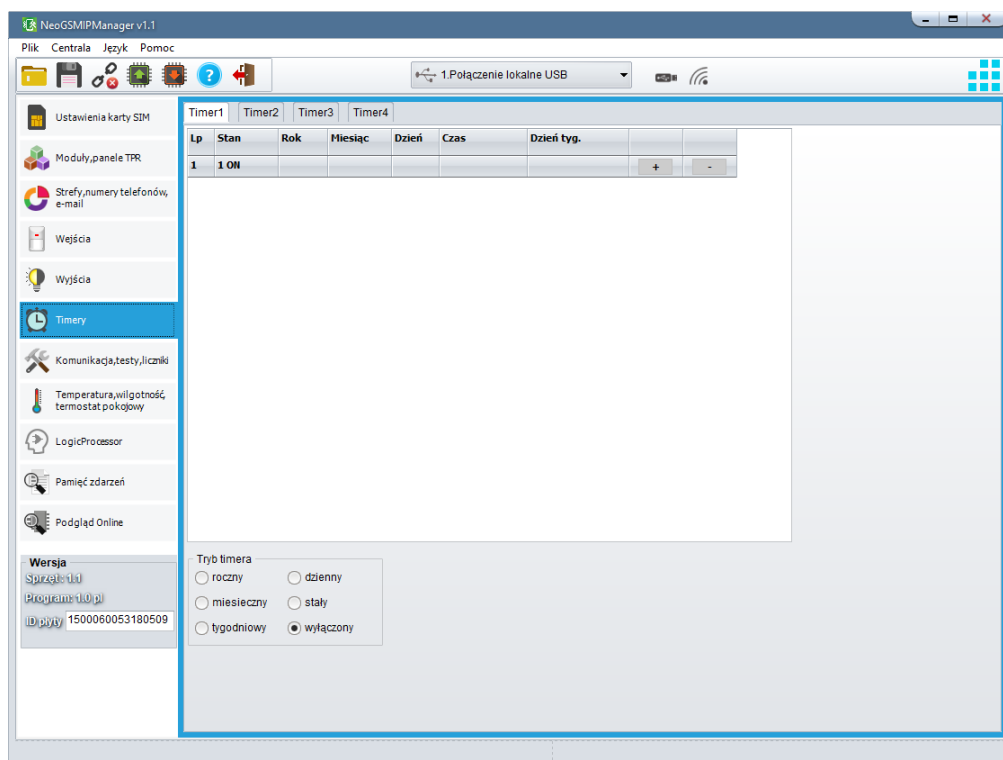 NeoGSMIPManager v1.1
Plik Centrala Język Pomoc
1.Połączenie lokalne USB
Ustawienia karty SIM
Moduły,panele TPR
Strefy,numery telefonów,
e-mail
Wejścia
Wyjścia
Timery
Komunikacja,testy,liczniki
Temperatura,wilgotność,
termostat pokojowy
LogicProcessor
Pamięć zdarzeń
Podgląd Online
Wersja
Sprzęt: 1.1
Program: 1.0 pl
ID płyty 1500060053180509
Timer1 Timer2 Timer3 Timer4
Lp Stan Rok Miesiąc Dzień Czas Dzień tyg.
1 1 ON + -
Tryb timera
roczny dzienny
miesieczny stały
tygodniowy wyłączony